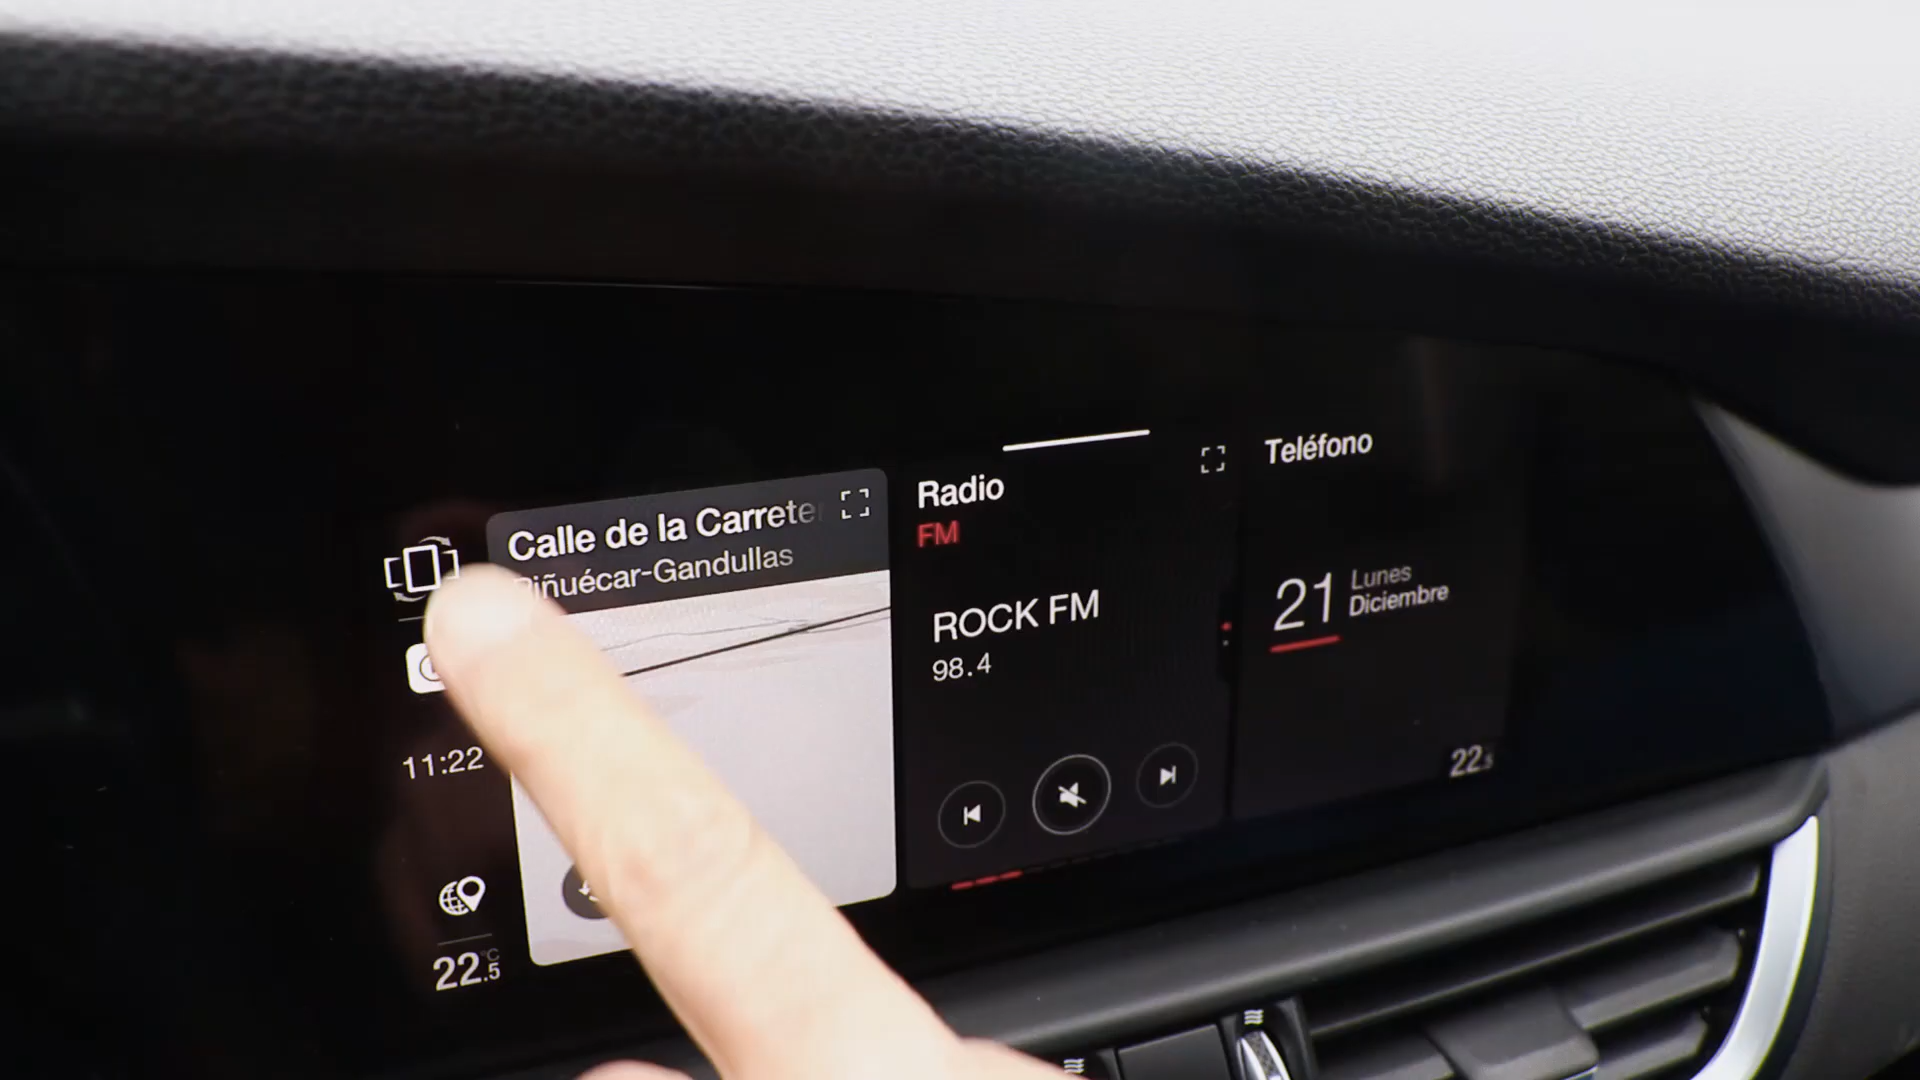 Calle de la Carrete
Piñuécar-Gandullas
11:22
22.5 °C
Radio
FM
ROCK FM
98.4
Teléfono
21
Lunes
Diciembre
22.5